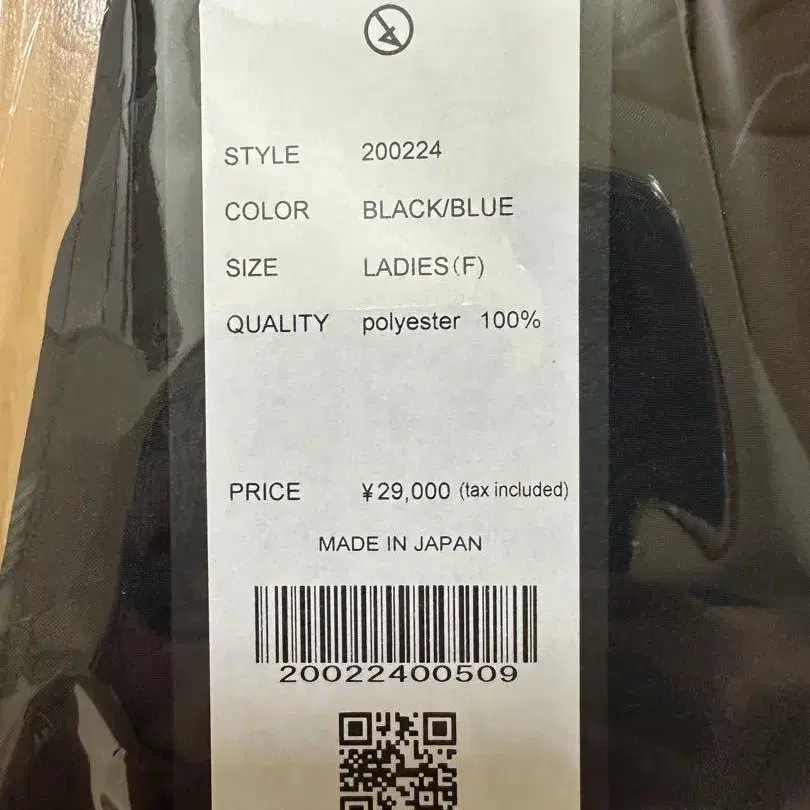 STYLE 200224
COLOR BLACK/BLUE
SIZE LADIES(F)
QUALITY polyester 100%
PRICE ¥29,000 (tax included)
MADE IN JAPAN
20022400509